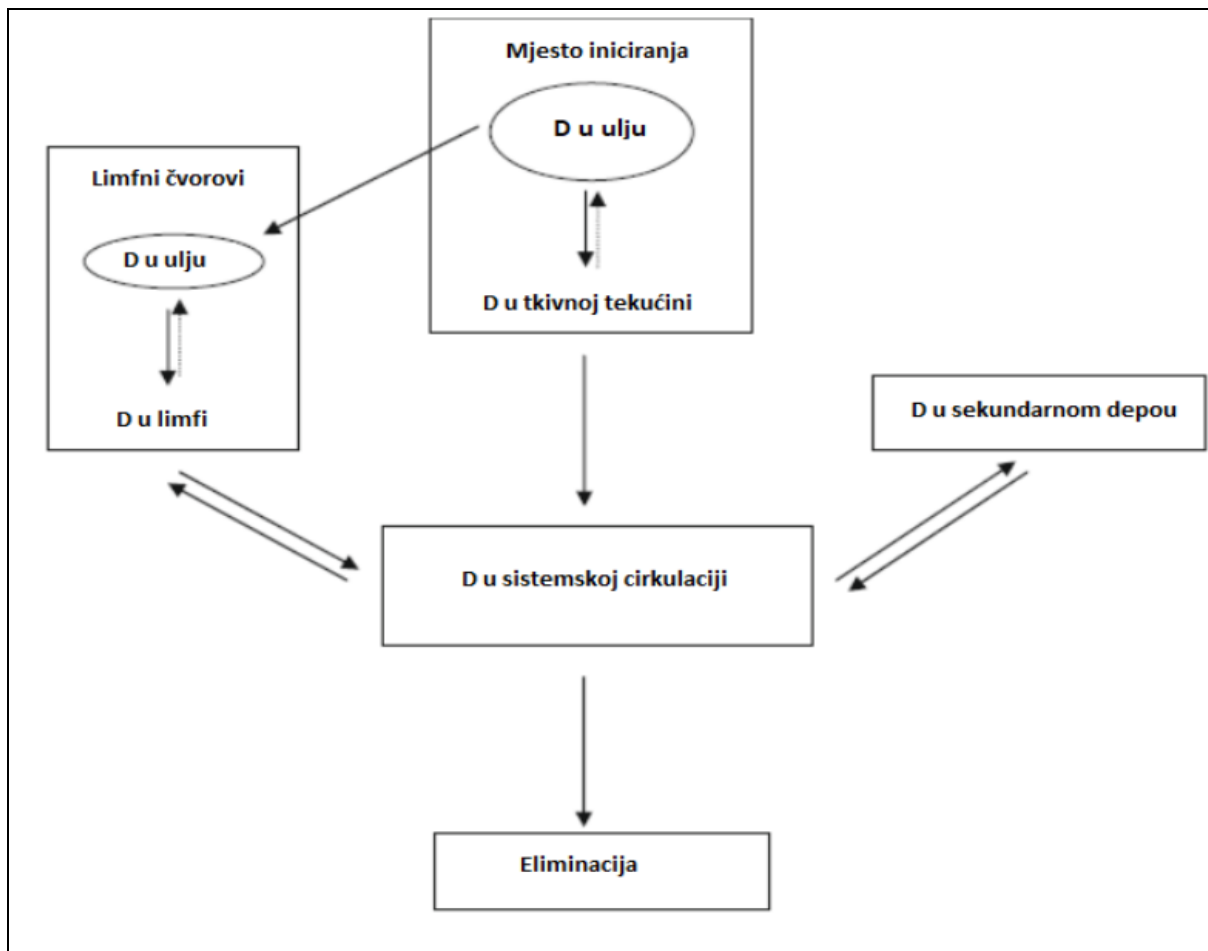 Mjesto iniciranja
D u ulju
D u tkivnoj tekućini
Limfni čvorovi
D u ulju
D u limfi
D u sekundarnom depou
D u sistemskoj cirkulaciji
Eliminacija